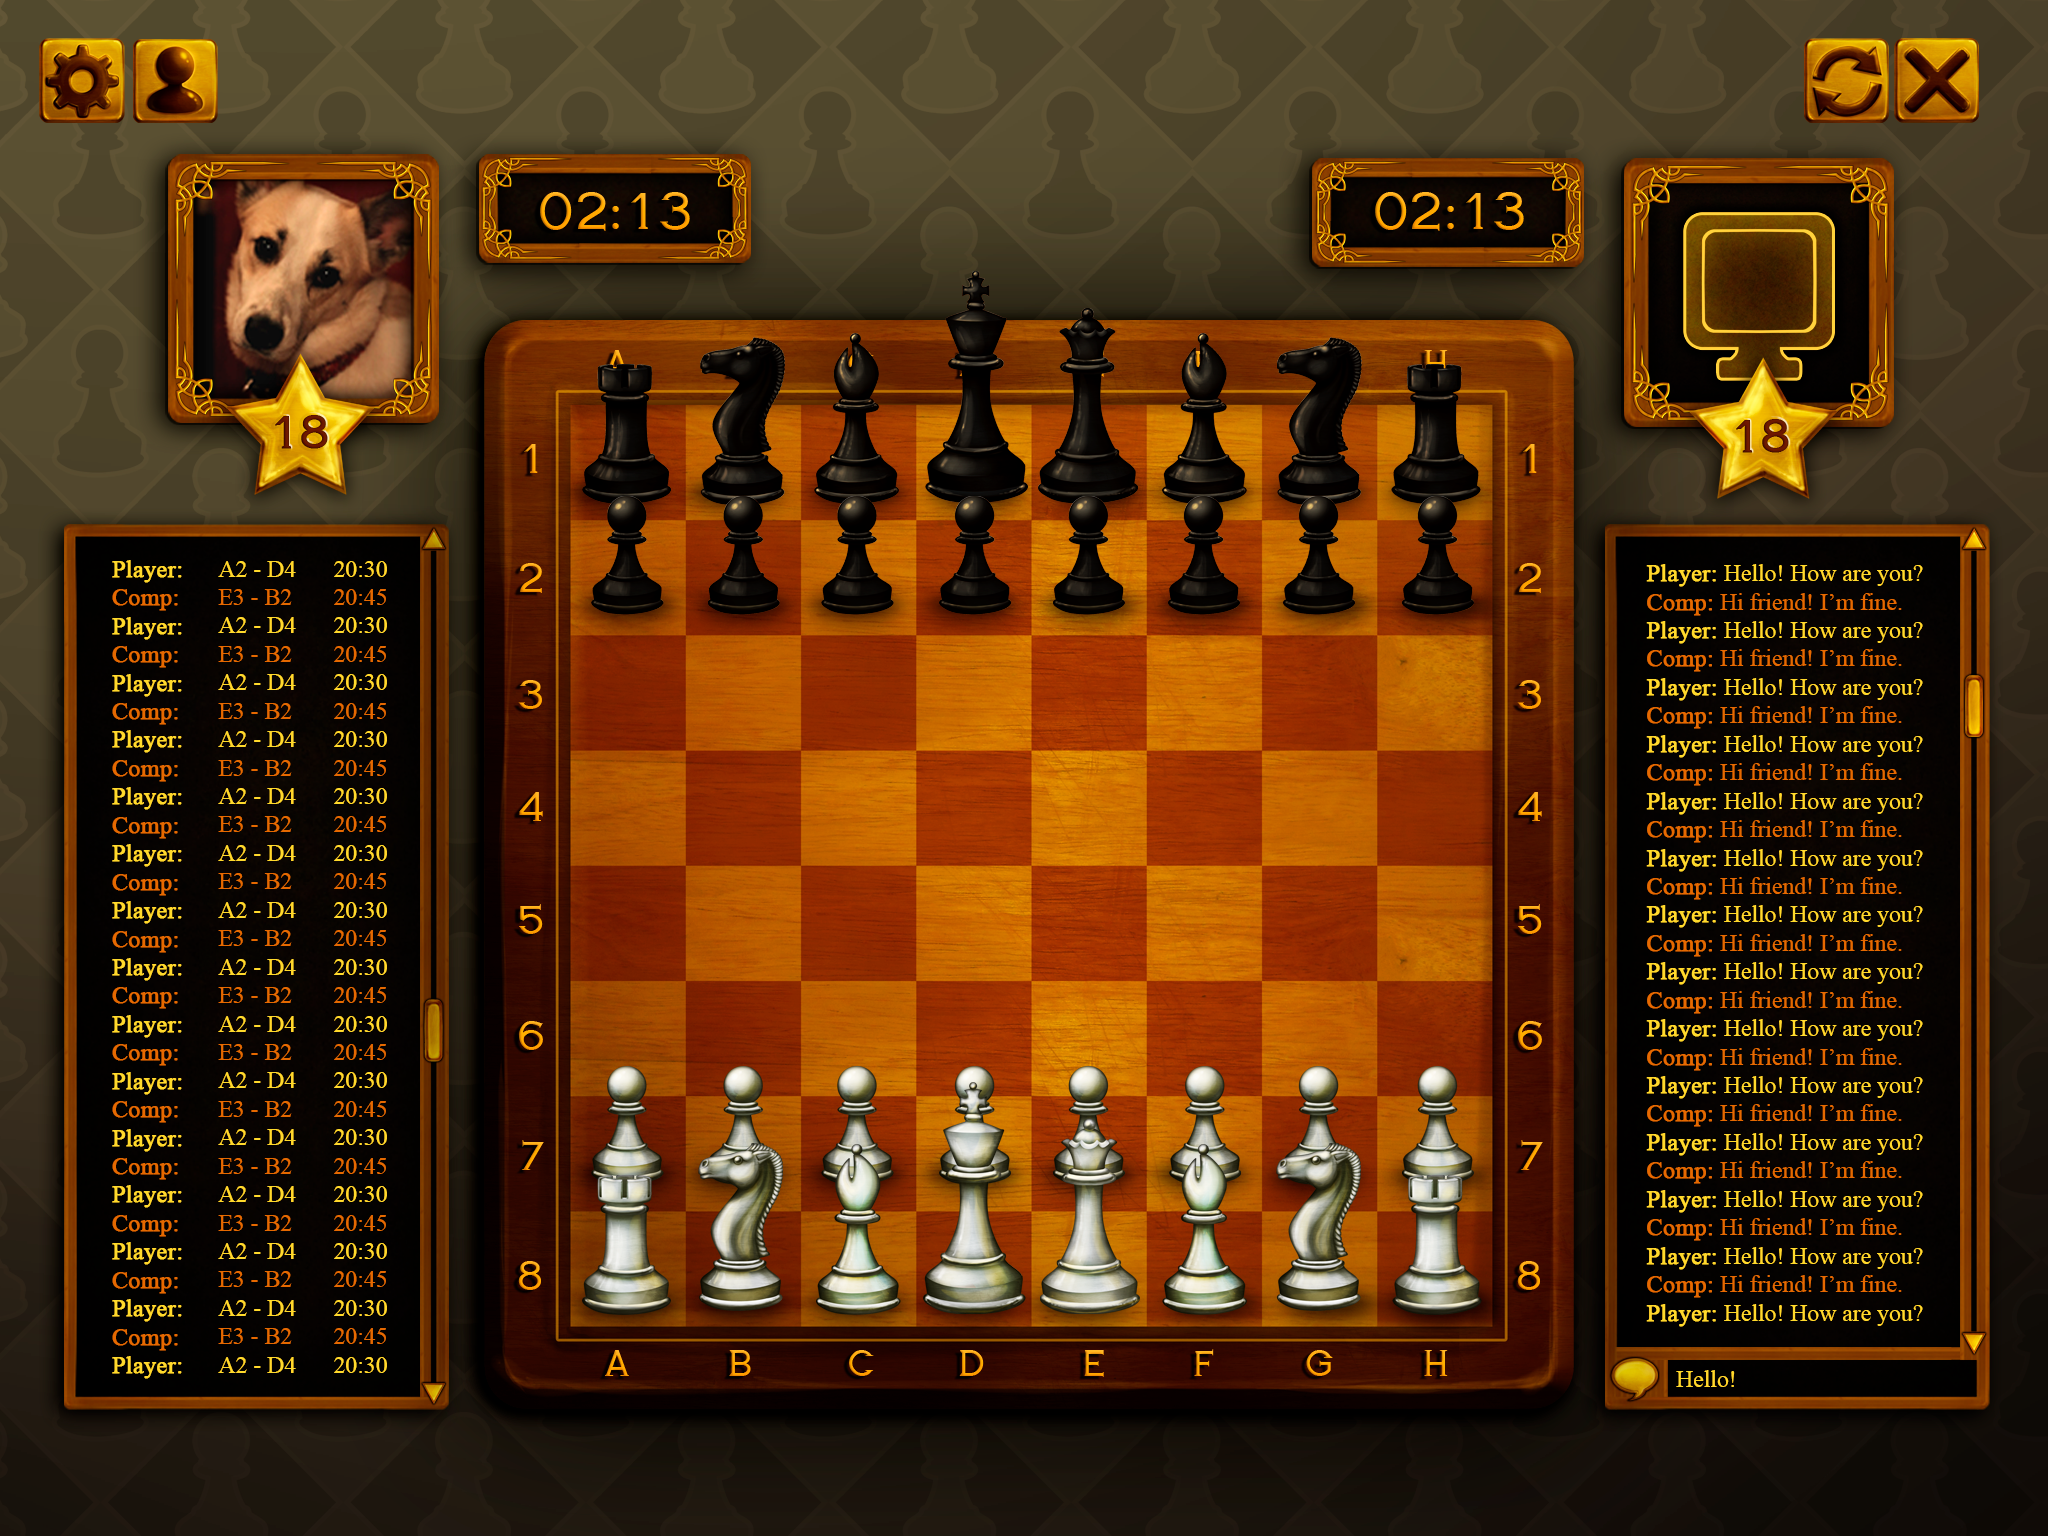 02:13
02:13
18
18
A
H
1
1
2
2
3
3
4
4
5
5
6
6
7
7
8
8
A B C D E F G H
Player: A2 - D4 20:30
Comp: E3 - B2 20:45
Player: A2 - D4 20:30
Comp: E3 - B2 20:45
Player: A2 - D4 20:30
Comp: E3 - B2 20:45
Player: A2 - D4 20:30
Comp: E3 - B2 20:45
Player: A2 - D4 20:30
Comp: E3 - B2 20:45
Player: A2 - D4 20:30
Comp: E3 - B2 20:45
Player: A2 - D4 20:30
Comp: E3 - B2 20:45
Player: A2 - D4 20:30
Comp: E3 - B2 20:45
Player: A2 - D4 20:30
Comp: E3 - B2 20:45
Player: A2 - D4 20:30
Comp: E3 - B2 20:45
Player: A2 - D4 20:30
Comp: E3 - B2 20:45
Player: A2 - D4 20:30
Comp: E3 - B2 20:45
Player: A2 - D4 20:30
Comp: E3 - B2 20:45
Player: A2 - D4 20:30
Comp: E3 - B2 20:45
Player: A2 - D4 20:30
Player: Hello! How are you?
Comp: Hi friend! I'm fine.
Player: Hello! How are you?
Comp: Hi friend! I'm fine.
Player: Hello! How are you?
Comp: Hi friend! I'm fine.
Player: Hello! How are you?
Comp: Hi friend! I'm fine.
Player: Hello! How are you?
Comp: Hi friend! I'm fine.
Player: Hello! How are you?
Comp: Hi friend! I'm fine.
Player: Hello! How are you?
Comp: Hi friend! I'm fine.
Player: Hello! How are you?
Comp: Hi friend! I'm fine.
Player: Hello! How are you?
Comp: Hi friend! I'm fine.
Player: Hello! How are you?
Comp: Hi friend! I'm fine.
Player: Hello! How are you?
Comp: Hi friend! I'm fine.
Player: Hello! How are you?
Comp: Hi friend! I'm fine.
Player: Hello! How are you?
Comp: Hi friend! I'm fine.
Player: Hello! How are you?
Hello!